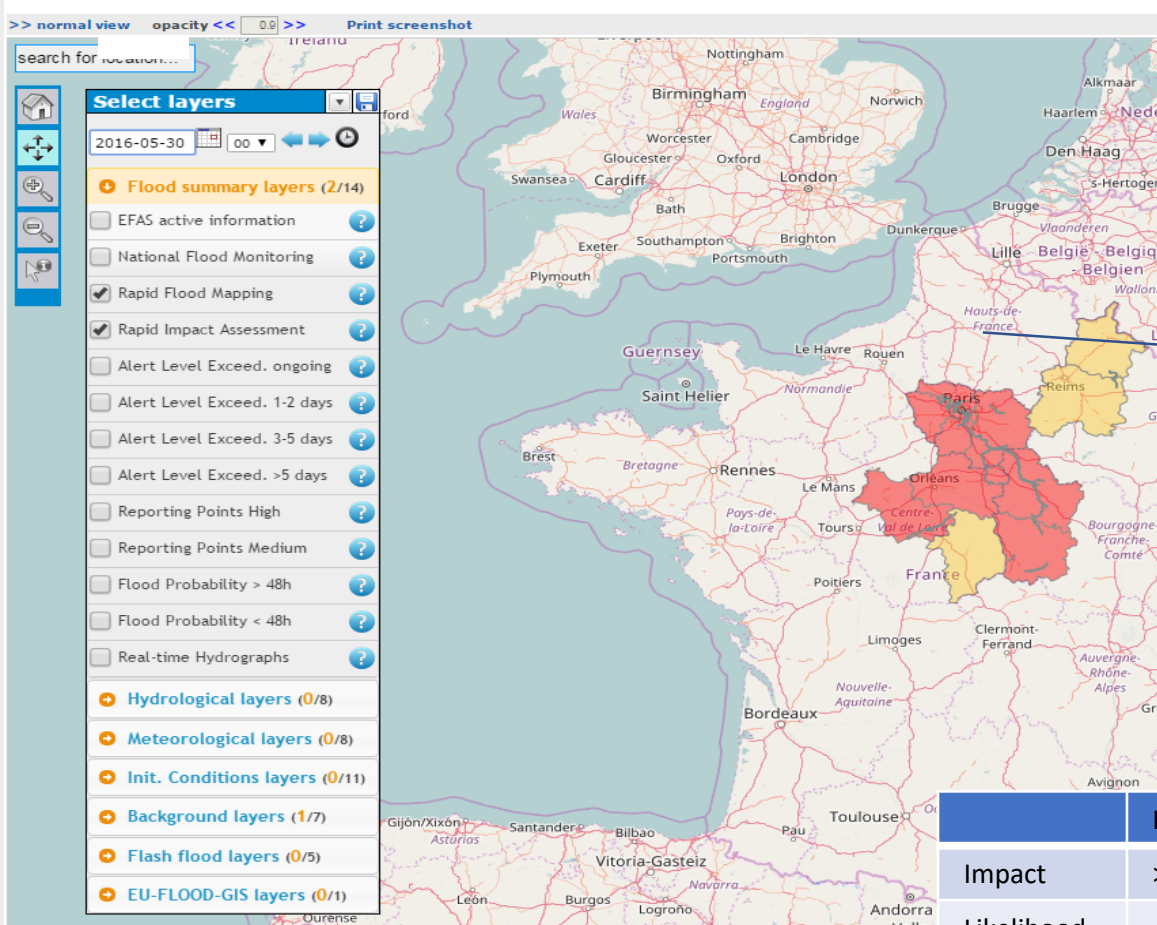 >> normal view opacity << 0.9 >> Print screenshot
search for location...
Select layers
2016-05-30 00
Flood summary layers (2/14)
EFAS active information
National Flood Monitoring
Rapid Flood Mapping
Rapid Impact Assessment
Alert Level Exceed. ongoing
Alert Level Exceed. 1-2 days
Alert Level Exceed. 3-5 days
Alert Level Exceed. >5 days
Reporting Points High
Reporting Points Medium
Flood Probability > 48h
Flood Probability < 48h
Real-time Hydrographs
Hydrological layers (0/8)
Meteorological layers (0/8)
Init. Conditions layers (0/11)
Background layers (1/7)
Flash flood layers (0/5)
EU-FLOOD-GIS layers (0/1)
Ireland
Nottingham
Birmingham
England
Norwich
Wales
Worcester
Cambridge
Gloucester
Oxford
Swansea
Cardiff
London
Bath
Exeter
Southampton
Brighton
Portsmouth
Plymouth
Alkmaar
Haarlem
Den Haag
's-Hertoge
Brugge
Vlaanderen
Dunkerque
Lille
België - Belgiq
- Belgien
Wallon
Hauts-de-
France
Guernsey
Le Havre
Rouen
Saint Helier
Normandie
Reims
Paris
Brest
Bretagne
Rennes
Le Mans
Orléans
Pays-de-
la-Loire
Tours
Centre-
Val de Loire
Bourgogne-
Franche-
Comté
Poitiers
France
Limoges
Clermont-
Ferrand
Auvergne-
Rhône-
Alpes
Nouvelle-
Aquitaine
Bordeaux
Gr
Avignon
Toulouse
Gijón/Xixón
Asturias
Santander
Bilbao
Pau
Vitoria-Gasteiz
Navarra
León
Burgos
Logroño
Andorra
Ourense
Impact
Likelihood